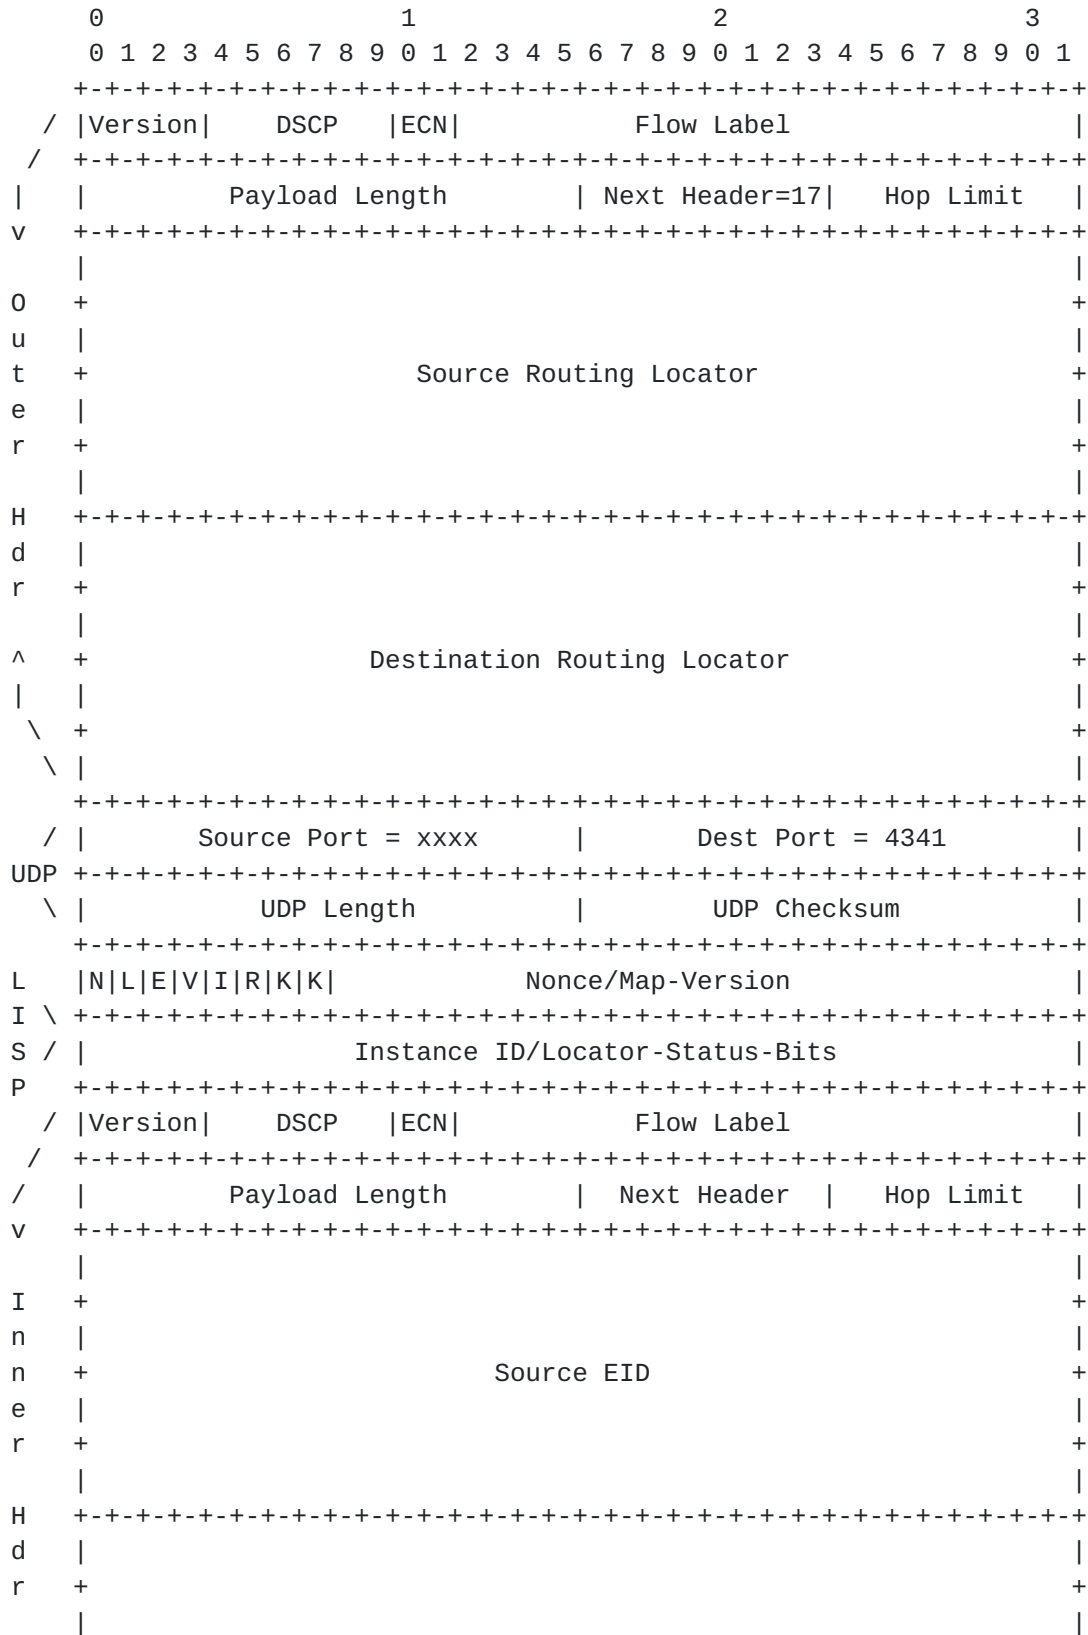 0                   1                   2                   3
      0 1 2 3 4 5 6 7 8 9 0 1 2 3 4 5 6 7 8 9 0 1 2 3 4 5 6 7 8 9 0 1
     +-+-+-+-+-+-+-+-+-+-+-+-+-+-+-+-+-+-+-+-+-+-+-+-+-+-+-+-+-+-+-+-+
   / |Version|    DSCP   |ECN|           Flow Label                  |
  /  +-+-+-+-+-+-+-+-+-+-+-+-+-+-+-+-+-+-+-+-+-+-+-+-+-+-+-+-+-+-+-+-+
 |   |         Payload Length        | Next Header=17|   Hop Limit   |
 v   +-+-+-+-+-+-+-+-+-+-+-+-+-+-+-+-+-+-+-+-+-+-+-+-+-+-+-+-+-+-+-+-+
     |                                                               |
 O   +                                                               +
 u   |                                                               |
 t   +                     Source Routing Locator                    +
 e   |                                                               |
 r   +                                                               +
     |                                                               |
 H   +-+-+-+-+-+-+-+-+-+-+-+-+-+-+-+-+-+-+-+-+-+-+-+-+-+-+-+-+-+-+-+-+
 d   |                                                               |
 r   +                                                               +
     |                                                               |
 ^   +                  Destination Routing Locator                  +
 |   |                                                               |
  \  +                                                               +
   \ |                                                               |
     +-+-+-+-+-+-+-+-+-+-+-+-+-+-+-+-+-+-+-+-+-+-+-+-+-+-+-+-+-+-+-+-+
   / |       Source Port = xxxx      |       Dest Port = 4341        |
 UDP +-+-+-+-+-+-+-+-+-+-+-+-+-+-+-+-+-+-+-+-+-+-+-+-+-+-+-+-+-+-+-+-+
   \ |           UDP Length          |        UDP Checksum           |
     +-+-+-+-+-+-+-+-+-+-+-+-+-+-+-+-+-+-+-+-+-+-+-+-+-+-+-+-+-+-+-+-+
 L   |N|L|E|V|I|R|K|K|            Nonce/Map-Version                  |
 I \ +-+-+-+-+-+-+-+-+-+-+-+-+-+-+-+-+-+-+-+-+-+-+-+-+-+-+-+-+-+-+-+-+
 S / |                 Instance ID/Locator-Status-Bits               |
 P   +-+-+-+-+-+-+-+-+-+-+-+-+-+-+-+-+-+-+-+-+-+-+-+-+-+-+-+-+-+-+-+-+
   / |Version|    DSCP   |ECN|           Flow Label                  |
  /  +-+-+-+-+-+-+-+-+-+-+-+-+-+-+-+-+-+-+-+-+-+-+-+-+-+-+-+-+-+-+-+-+
 /   |         Payload Length        |  Next Header  |   Hop Limit   |
 v   +-+-+-+-+-+-+-+-+-+-+-+-+-+-+-+-+-+-+-+-+-+-+-+-+-+-+-+-+-+-+-+-+
     |                                                               |
 I   +                                                               +
 n   |                                                               |
 n   +                          Source EID                           +
 e   |                                                               |
 r   +                                                               +
     |                                                               |
 H   +-+-+-+-+-+-+-+-+-+-+-+-+-+-+-+-+-+-+-+-+-+-+-+-+-+-+-+-+-+-+-+-+
 d   |                                                               |
 r   +                                                               +
     |                                                               |